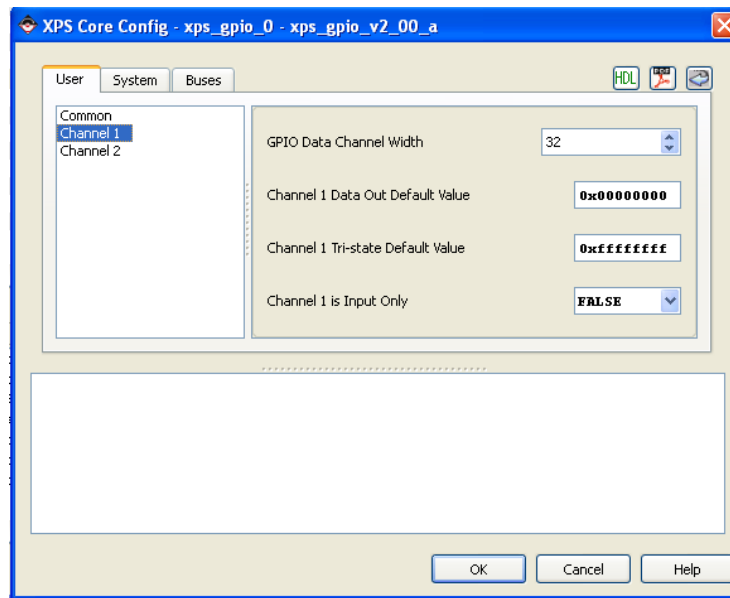 XPS Core Config - xps_gpio_0 - xps_gpio_v2_00_a
User System Buses HDL PDF
Common
Channel 1
Channel 2
GPIO Data Channel Width 32
Channel 1 Data Out Default Value 0x00000000
Channel 1 Tri-state Default Value 0xffffffff
Channel 1 is Input Only FALSE
OK Cancel Help